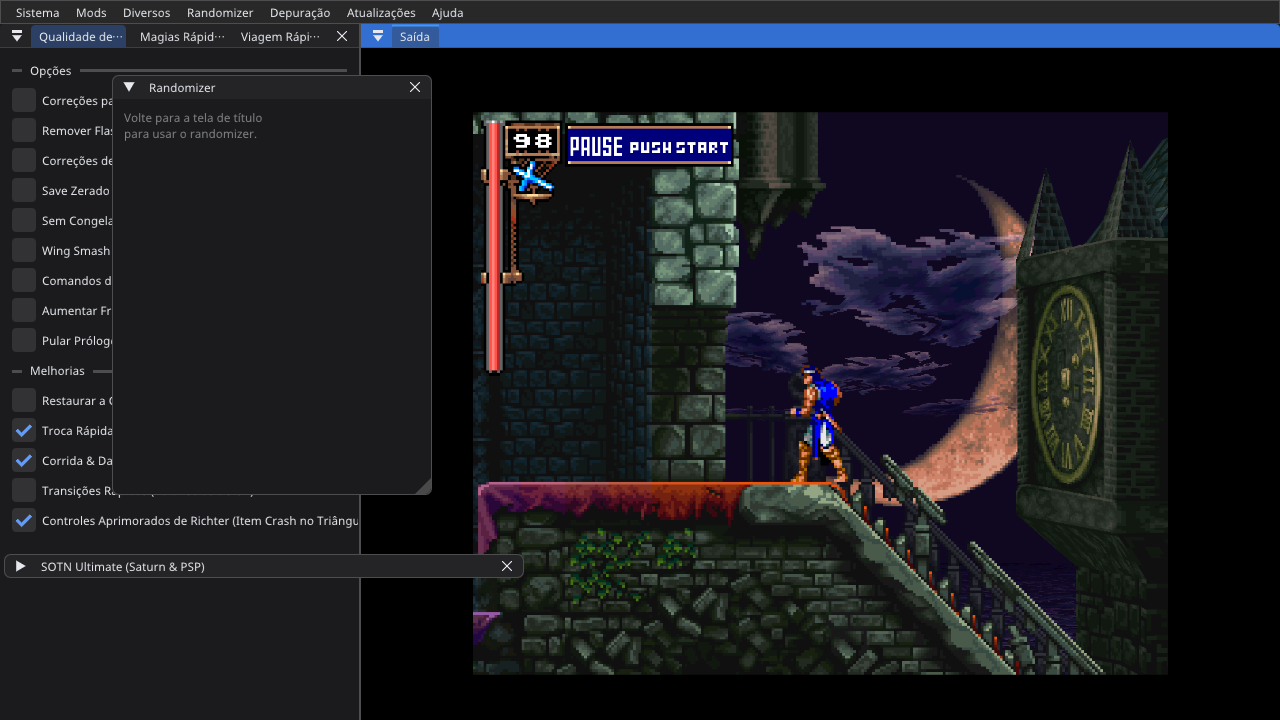 Sistema Mods Diversos Randomizer Depuração Atualizações Ajuda
Qualidade de··· Magias Rápid··· Viagem Rápi··· Saída
Opções
Randomizer
Volte para a tela de título
para usar o randomizer.
Correções pa
Remover Flas
Correções de
Save Zerado
Sem Congela
Wing Smash
Comandos d
Aumentar Fr
Pular Prólog
Melhorias
Restaurar a
Troca Rápida
Corrida & Da
Transições
Controles Aprimorados de Richter (Item Crash no Triângu
SOTN Ultimate (Saturn & PSP)
98
PAUSE PUSH START